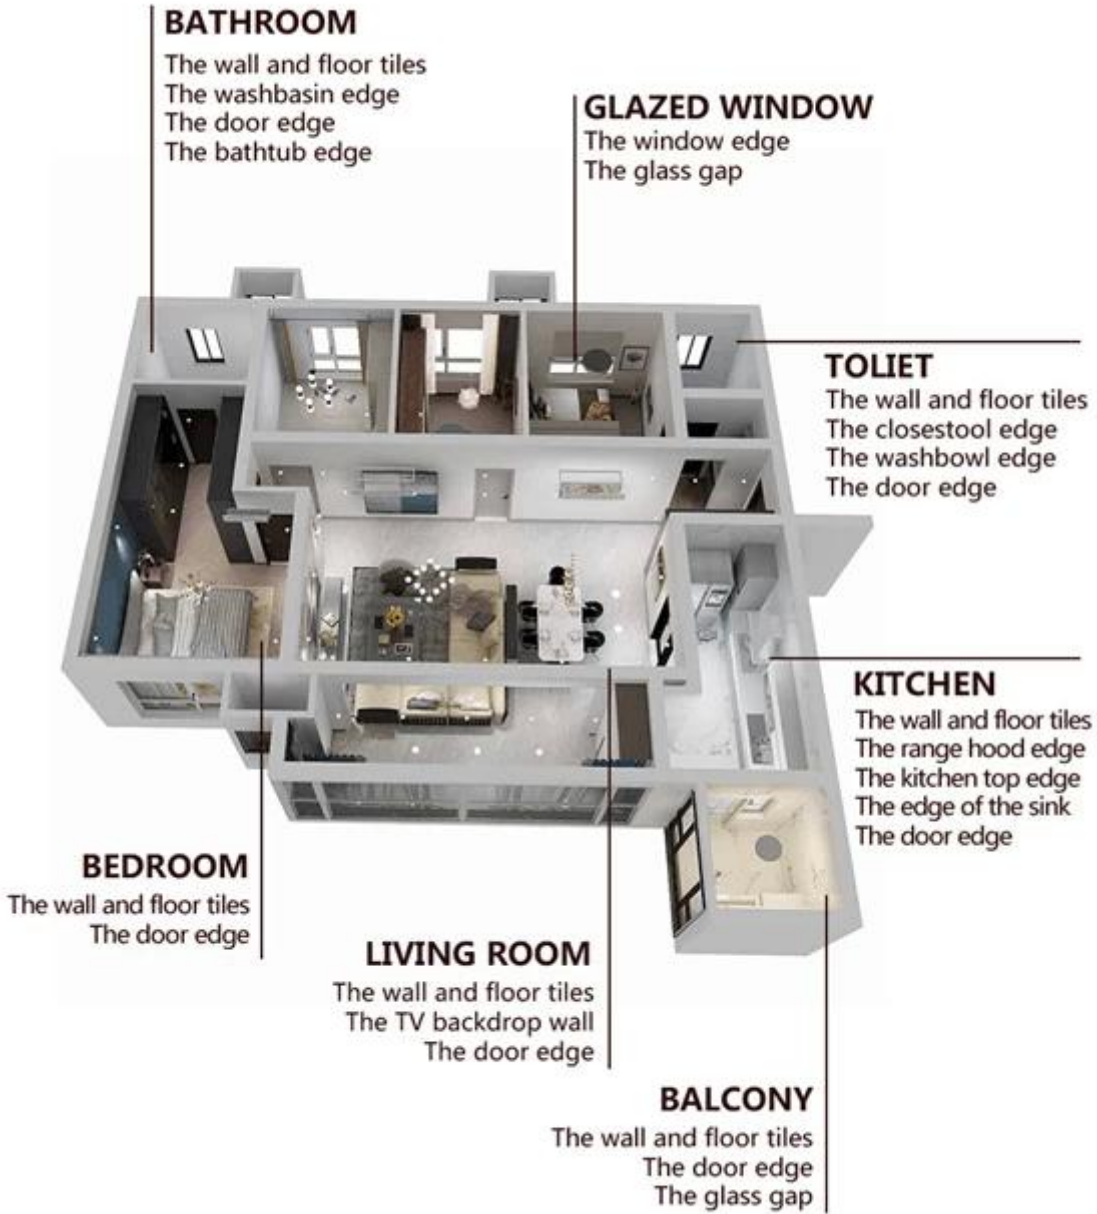 BATHROOM
The wall and floor tiles
The washbasin edge
The door edge
The bathtub edge
GLAZED WINDOW
The window edge
The glass gap
TOLIET
The wall and floor tiles
The closestool edge
The washbowl edge
The door edge
KITCHEN
The wall and floor tiles
The range hood edge
The kitchen top edge
The edge of the sink
The door edge
BEDROOM
The wall and floor tiles
The door edge
LIVING ROOM
The wall and floor tiles
The TV backdrop wall
The door edge
BALCONY
The wall and floor tiles
The door edge
The glass gap